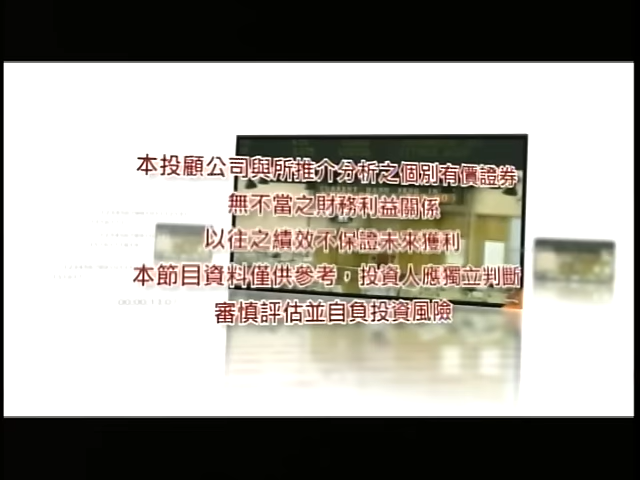 本投顧公司與所推介分析之個別有價證券
無不當之財務利益關係
以往之績效不保證未來獲利
本節目資料僅供參考，投資人應獨立判斷
審慎評估並自負投資風險